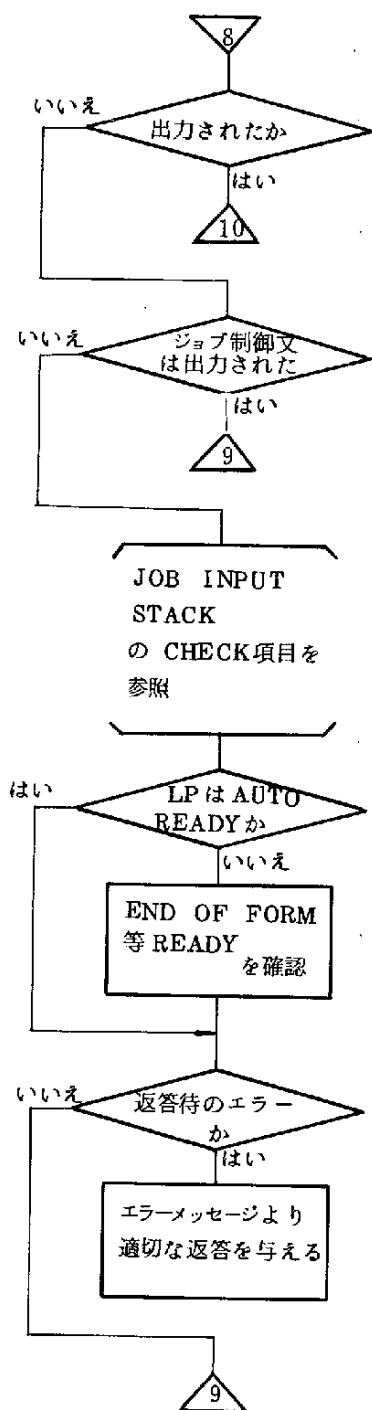 8
いいえ
出力されたか
はい
10
いいえ
ジョブ制御文
は出力された
はい
9
JOB INPUT
STACK
の CHECK項目を
参照
はい
LPは AUTO
READYか
いいえ
END OF FORM
等 READY
を確認
いいえ
返答待のエラー
か
はい
エラーメッセージより
適切な返答を与える
9